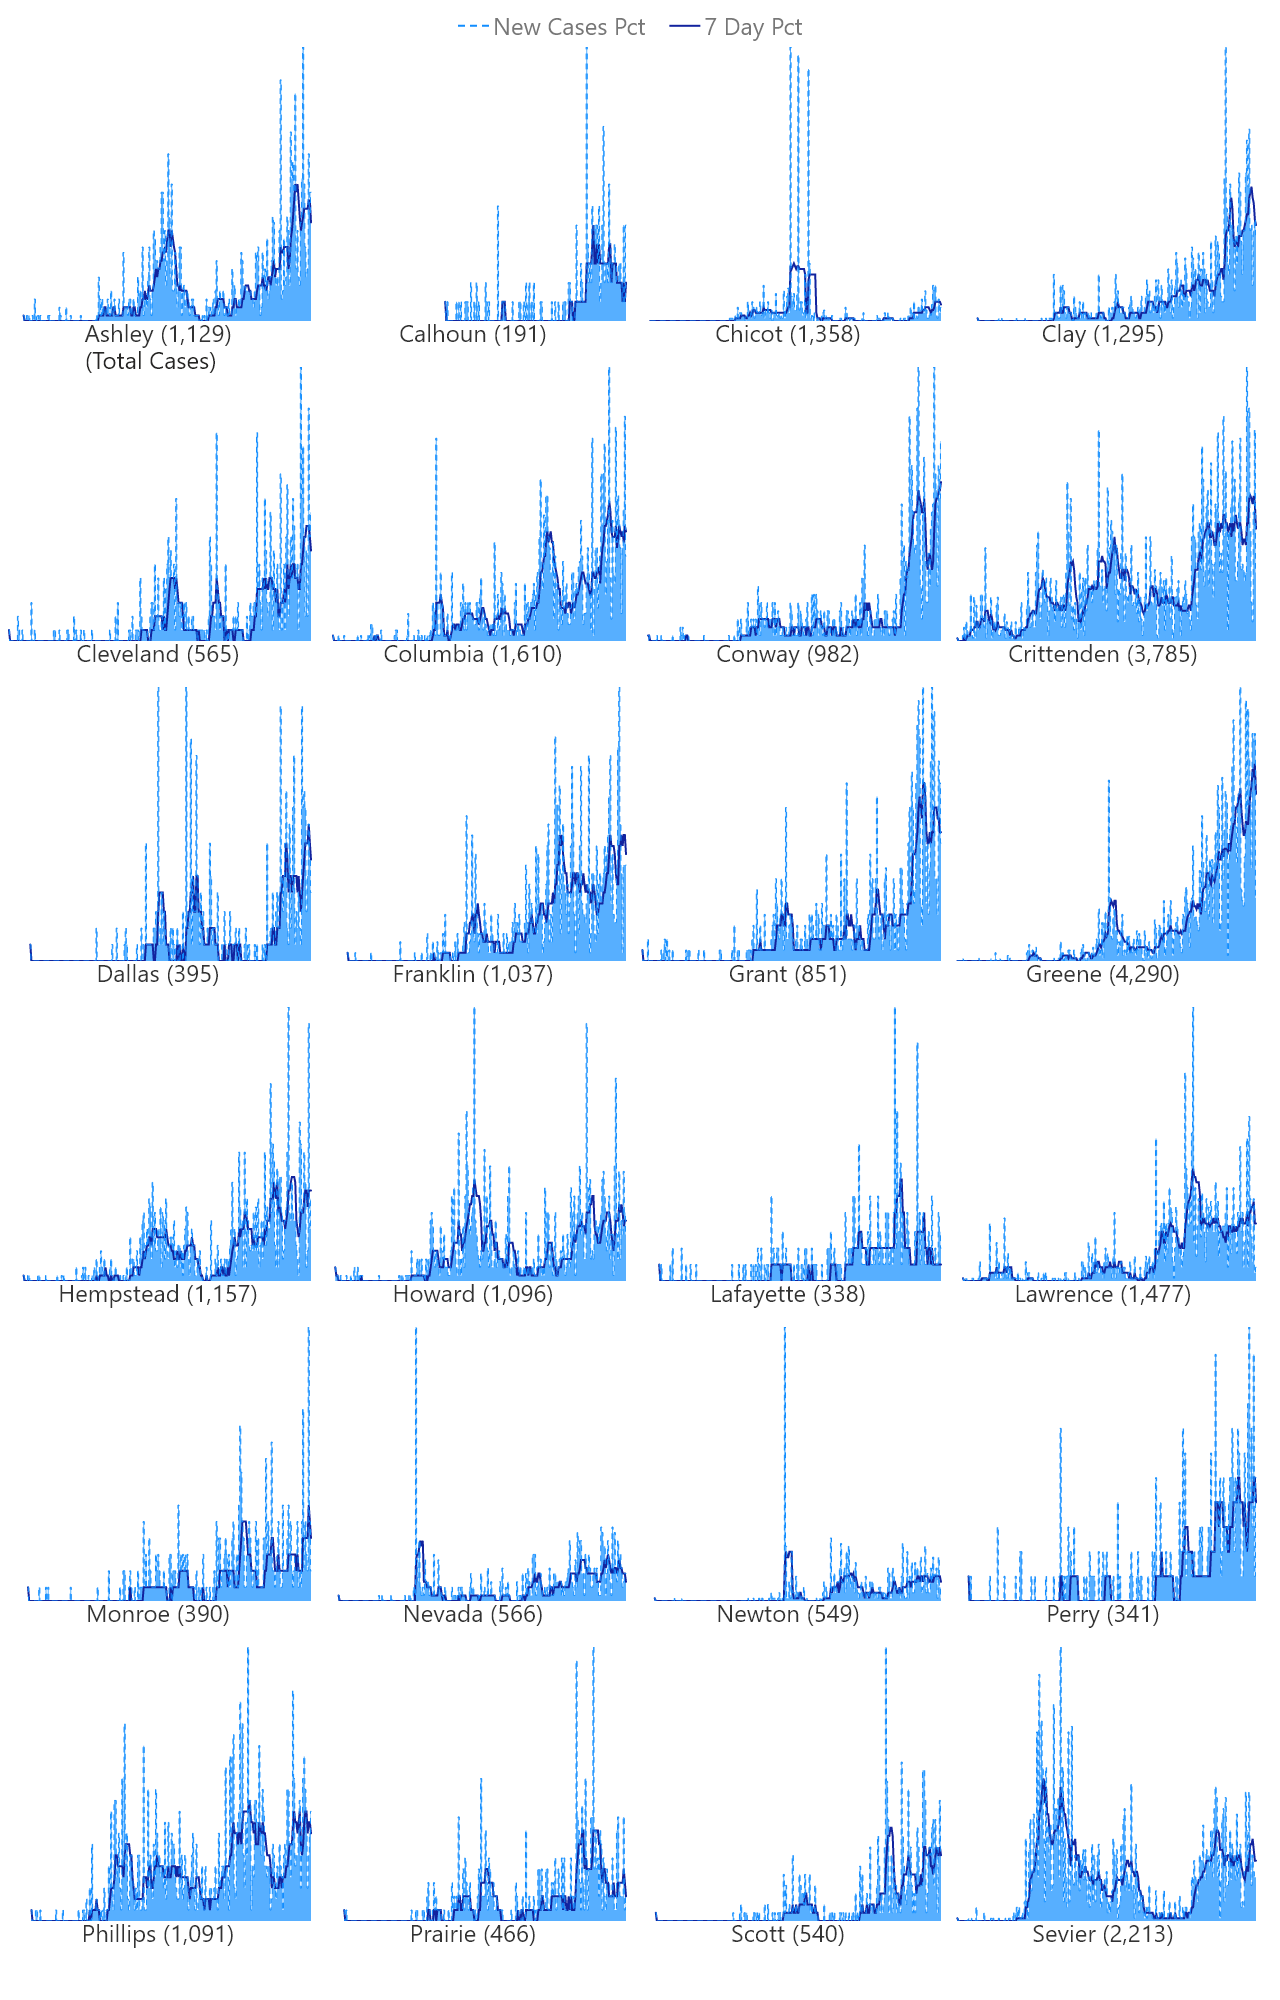 New Cases Pct 7 Day Pct
Ashley (1,129)
(Total Cases)
Calhoun (191)
Chicot (1,358)
Clay (1,295)
Cleveland (565)
Columbia (1,610)
Conway (982)
Crittenden (3,785)
Dallas (395)
Franklin (1,037)
Grant (851)
Greene (4,290)
Hempstead (1,157)
Howard (1,096)
Lafayette (338)
Lawrence (1,477)
Monroe (390)
Nevada (566)
Newton (549)
Perry (341)
Phillips (1,091)
Prairie (466)
Scott (540)
Sevier (2,213)